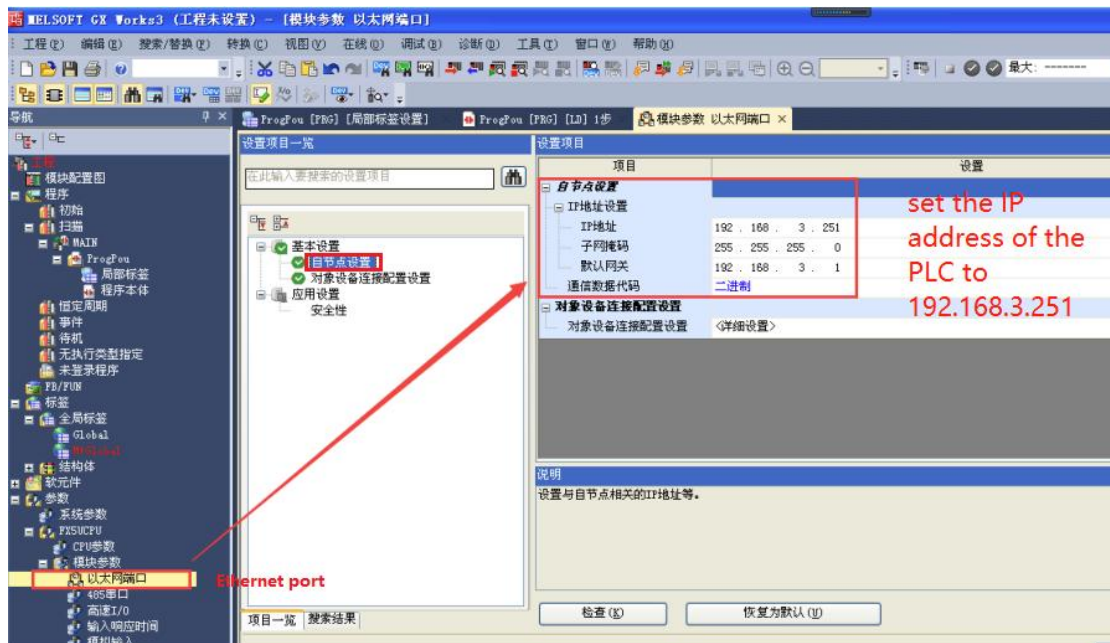 MELSOFT GX Works3 (工程未设置) - [模块参数 以太网端口]
工程(P) 编辑(E) 搜索/替换(F) 转换(C) 视图(V) 在线(O) 调试(B) 诊断(D) 工具(T) 窗口(W) 帮助(H)
最大: -------
导航
ProgPou [PRG] [局部标签设置]
ProgPou [PRG] [LD] 1步
模块参数 以太网端口
工程
模块配置图
程序
初始
扫描
MAIN
ProgPou
局部标签
程序本体
恒定周期
事件
待机
无执行类型指定
未登录程序
FB/FUN
标签
全局标签
Global
M+Global
结构体
软元件
参数
系统参数
FX5UCPU
CPU参数
模块参数
以太网端口
485串口
高速I/O
输入响应时间
模拟输入
设置项目一览
在此输入要搜索的设置项目
基本设置
自节点设置
对象设备连接配置设置
应用设置
安全性
项目一览 搜索结果
设置项目
项目 设置
自节点设置
IP地址设置
IP地址 192 . 168 . 3 . 251
子网掩码 255 . 255 . 255 . 0
默认网关 192 . 168 . 3 . 1
通信数据代码 二进制
对象设备连接配置设置
对象设备连接配置设置 <详细设置>
说明
设置与自节点相关的IP地址等。
检查(K) 恢复为默认(U)
set the IP
address of the
PLC to
192.168.3.251
Ethernet port